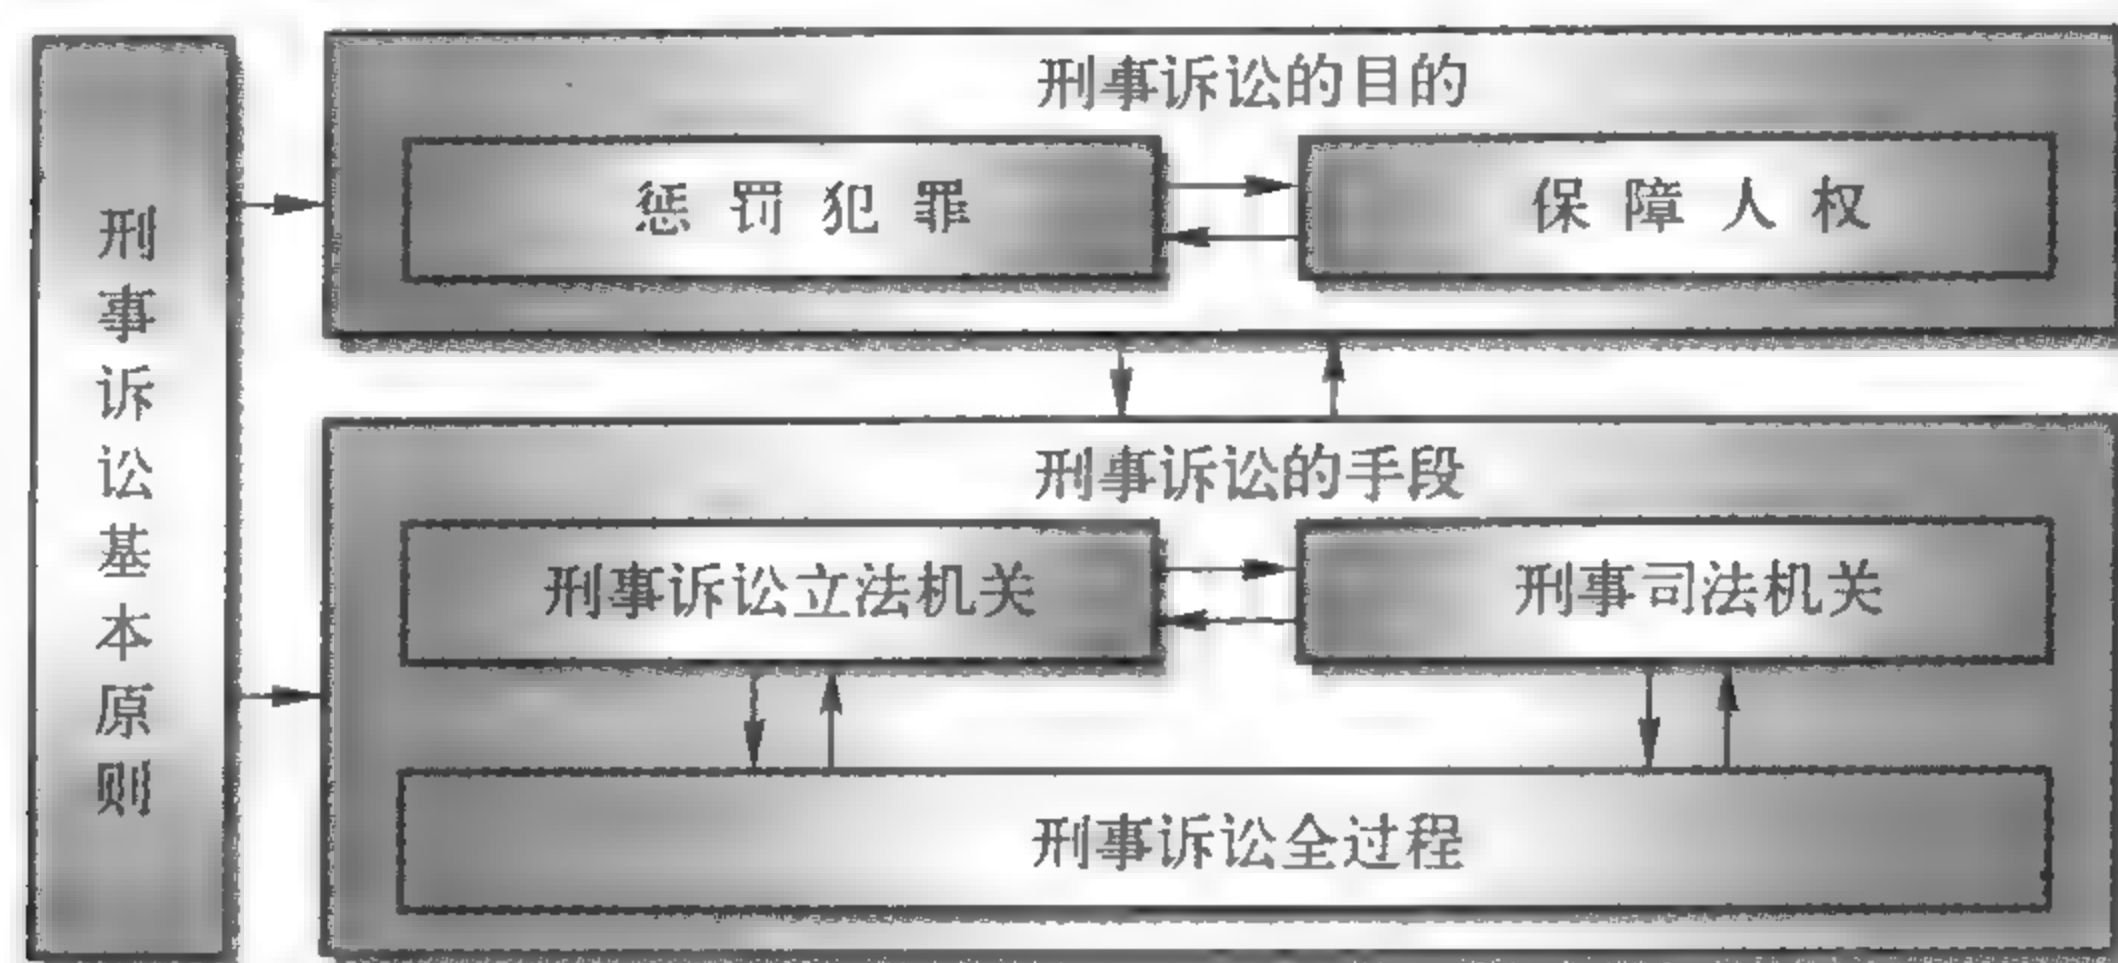 刑事诉讼基本原则
刑事诉讼的目的
惩罚犯罪
保障人权
刑事诉讼的手段
刑事诉讼立法机关
刑事司法机关
刑事诉讼全过程